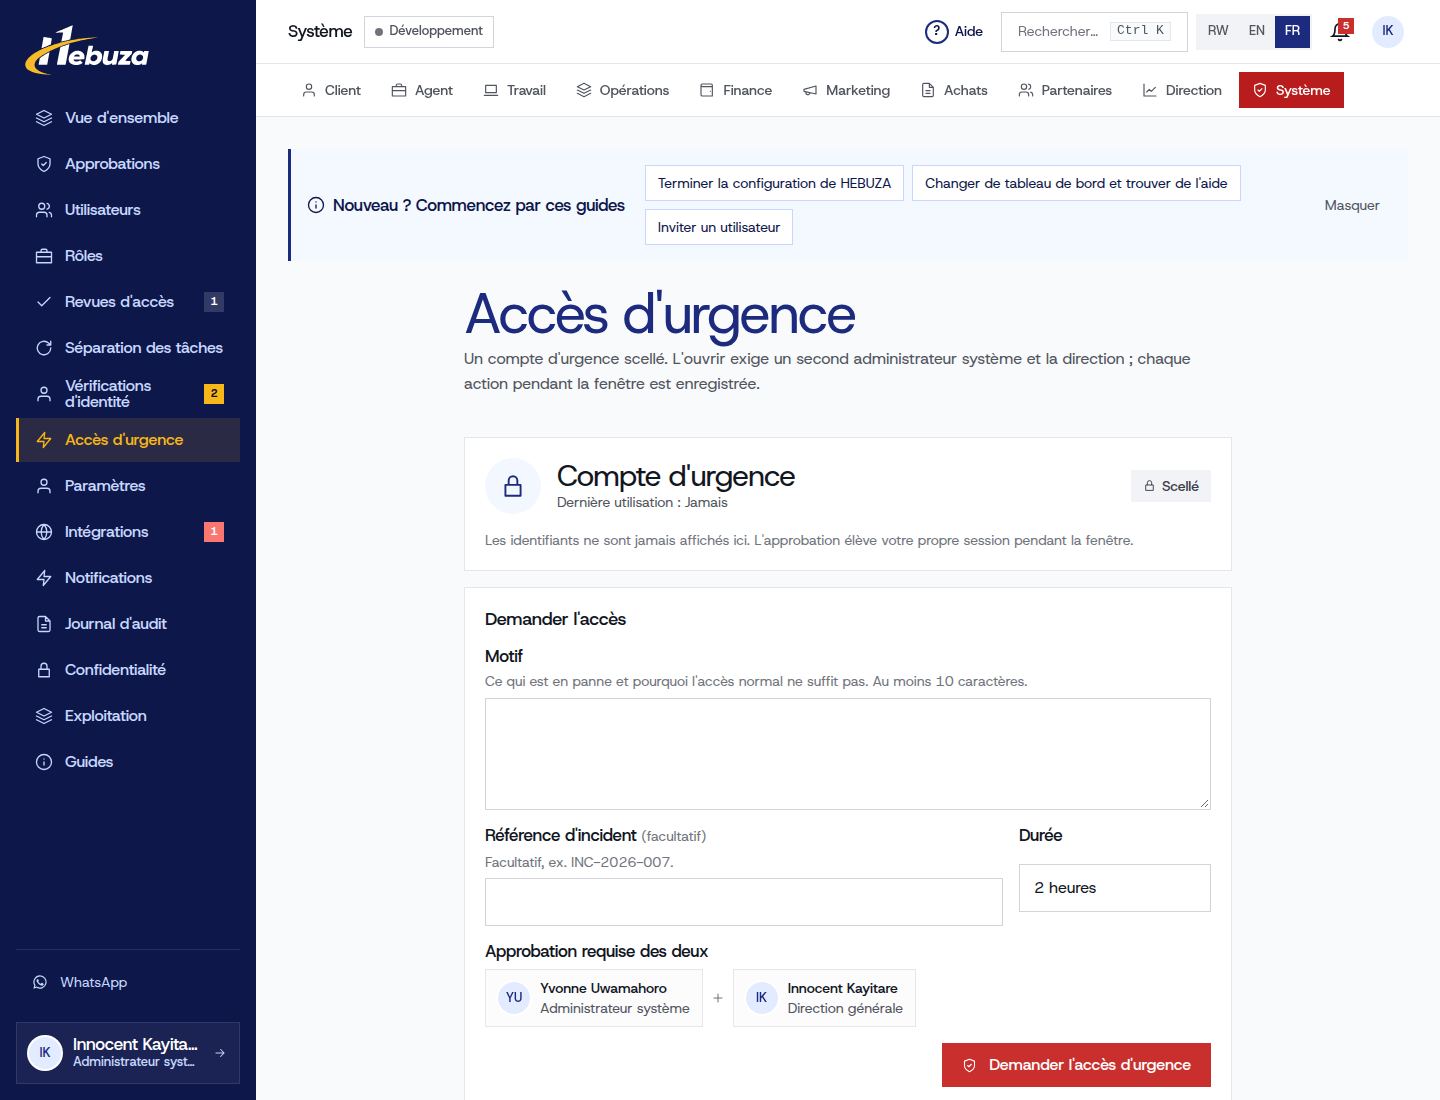 Hebuza
Système
Développement
? Aide
Rechercher...
Ctrl K
RW
EN
FR
5
IK
Client
Agent
Travail
Opérations
Finance
Marketing
Achats
Partenaires
Direction
Système
Vue d'ensemble
Approbations
Utilisateurs
Rôles
Revues d'accès
1
Séparation des tâches
Vérifications
d'identité
2
Accès d'urgence
Paramètres
Intégrations
1
Notifications
Journal d'audit
Confidentialité
Exploitation
Guides
WhatsApp
IK
Innocent Kayita...
Administrateur syst...
Nouveau ? Commencez par ces guides
Terminer la configuration de HEBUZA
Changer de tableau de bord et trouver de l'aide
Inviter un utilisateur
Masquer
Accès d'urgence
Un compte d'urgence scellé. L'ouvrir exige un second administrateur système et la direction ; chaque
action pendant la fenêtre est enregistrée.
Compte d'urgence
Dernière utilisation : Jamais
Scellé
Les identifiants ne sont jamais affichés ici. L'approbation élève votre propre session pendant la fenêtre.
Demander l'accès
Motif
Ce qui est en panne et pourquoi l'accès normal ne suffit pas. Au moins 10 caractères.
Référence d'incident (facultatif)
Facultatif, ex. INC-2026-007.
Durée
2 heures
Approbation requise des deux
YU
Yvonne Uwamahoro
Administrateur système
+
IK
Innocent Kayitare
Direction générale
Demander l'accès d'urgence